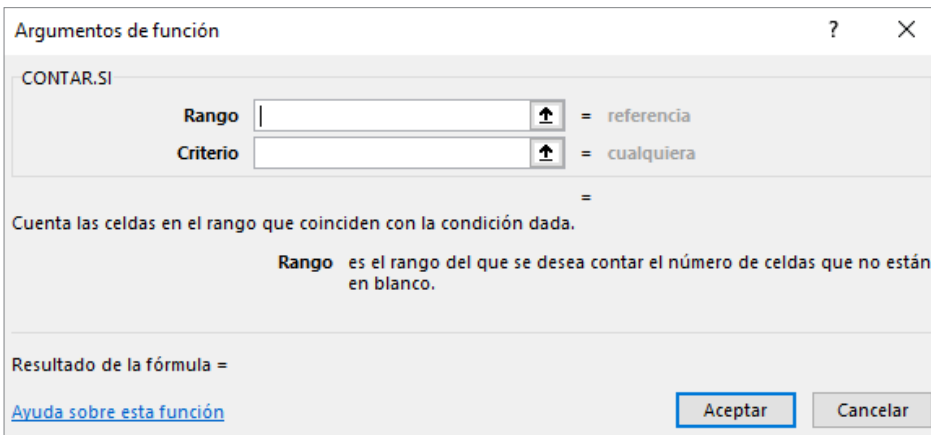 Argumentos de función ? ×
CONTAR.SI
Rango = referencia
Criterio = cualquiera
=
Cuenta las celdas en el rango que coinciden con la condición dada.
Rango es el rango del que se desea contar el número de celdas que no están
en blanco.
Resultado de la fórmula =
Ayuda sobre esta función Aceptar Cancelar